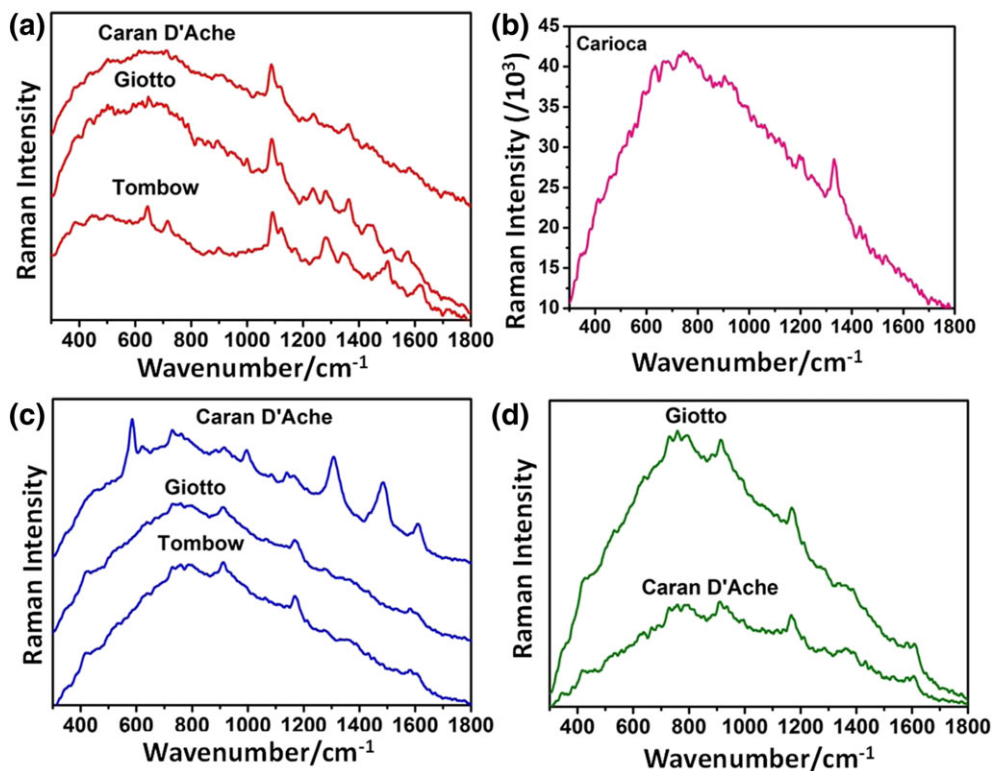 (a)
Caran D'Ache
Giotto
Tombow
Raman Intensity
400 600 800 1000 1200 1400 1600 1800
Wavenumber/cm-1
(b)
Carioca
Raman Intensity (/10³)
45
40
35
30
25
20
15
10
400 600 800 1000 1200 1400 1600 1800
Wavenumber/cm-1
(c)
Caran D'Ache
Giotto
Tombow
Raman Intensity
400 600 800 1000 1200 1400 1600 1800
Wavenumber/cm-1
(d)
Giotto
Caran D'Ache
Raman Intensity
400 600 800 1000 1200 1400 1600 1800
Wavenumber/cm-1